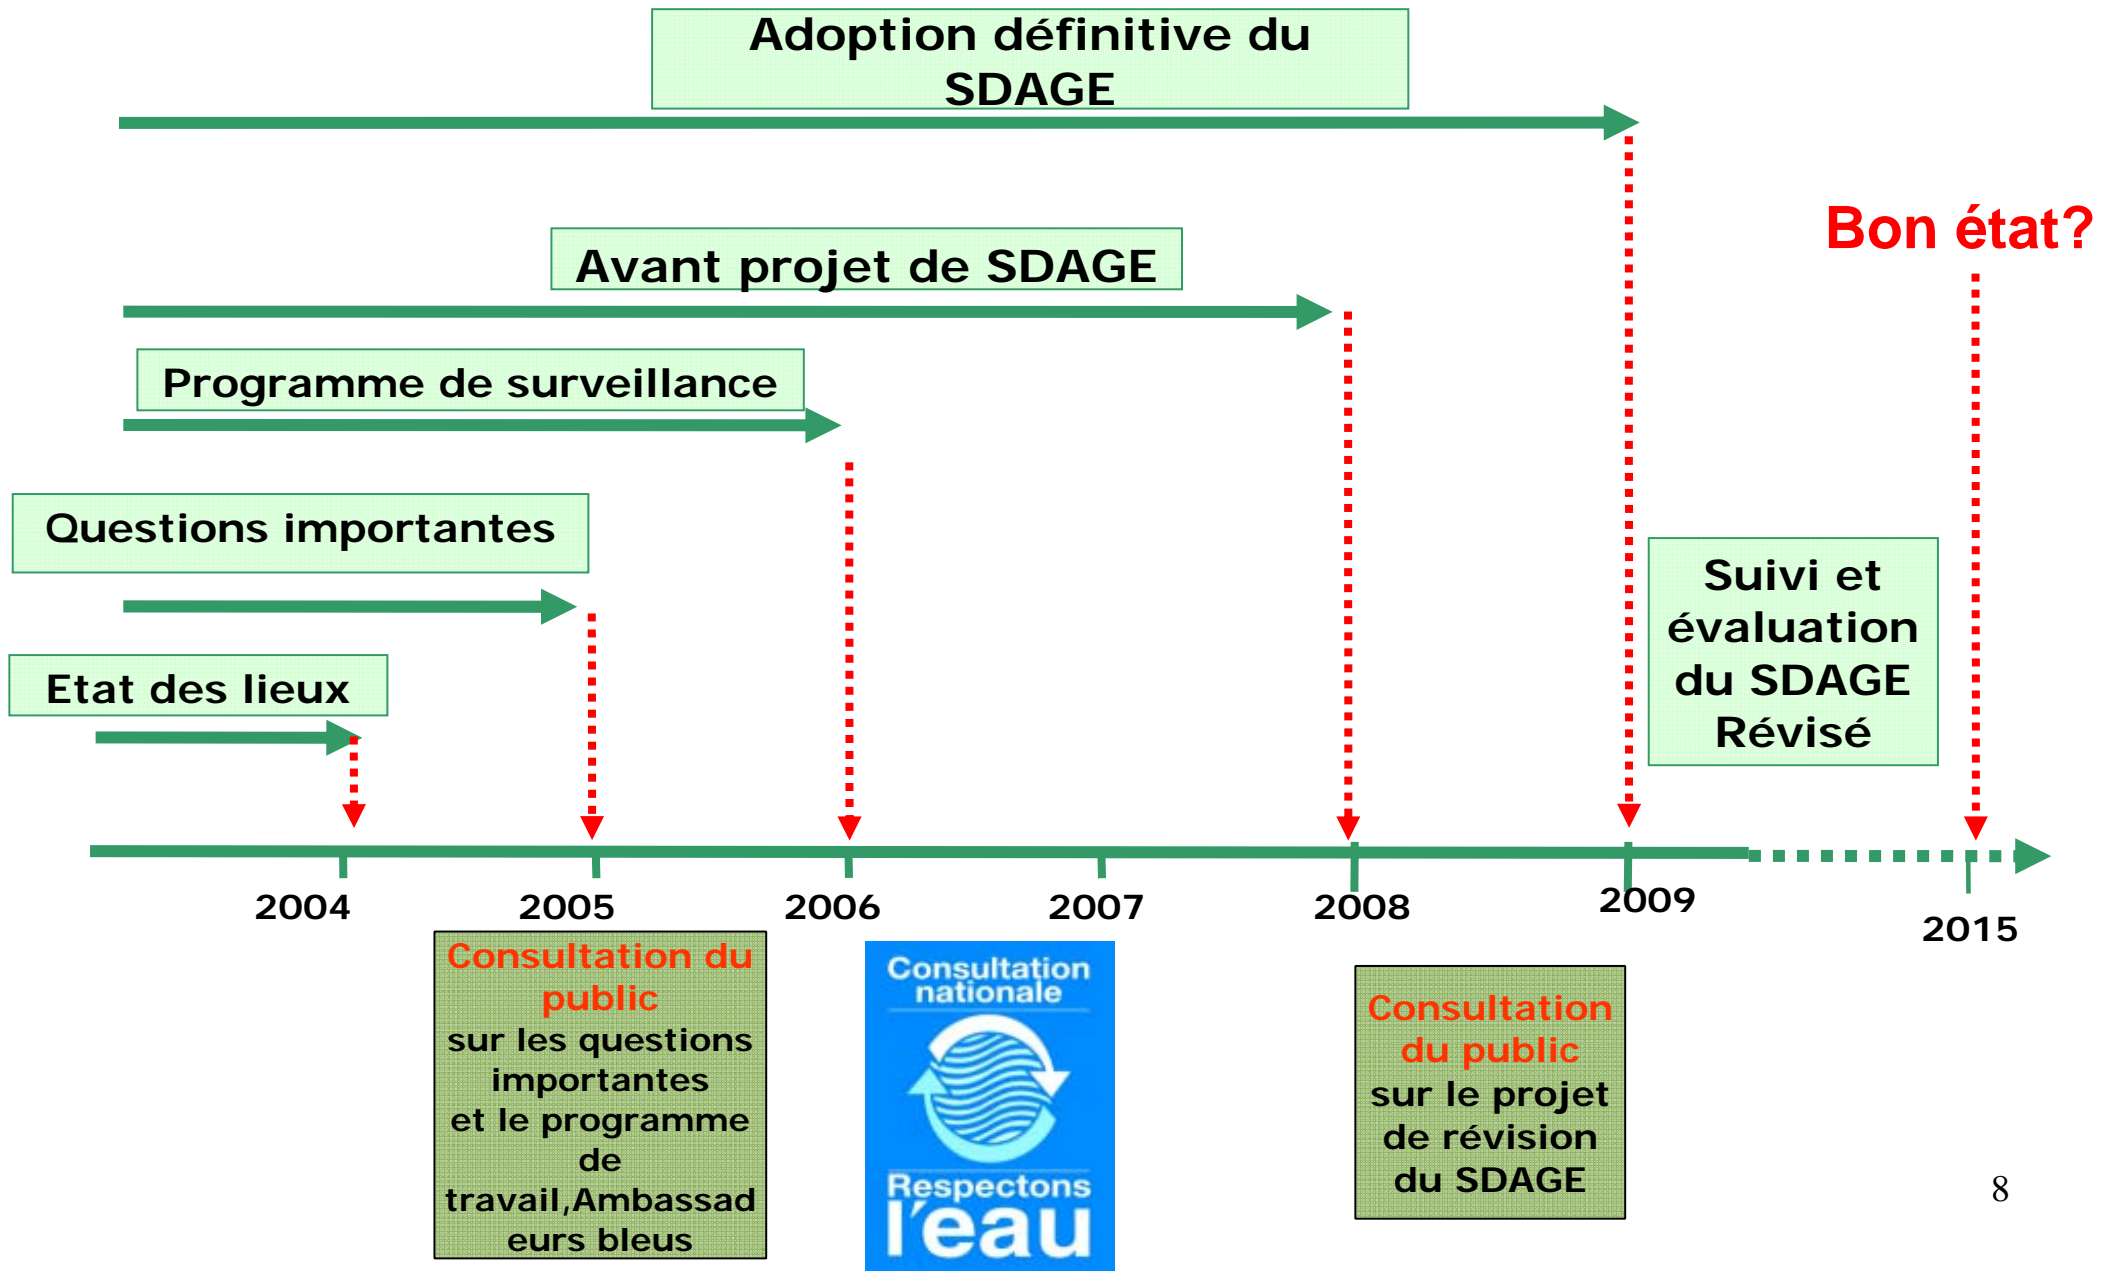 Adoption définitive du
SDAGE
Bon état?
Avant projet de SDAGE
Programme de surveillance
Questions importantes
Suivi et
évaluation
du SDAGE
Révisé
Etat des lieux
2004
2005
2006
2007
2008
2009
2015
Consultation du
public
sur les questions
importantes
et le programme
de
travail,Ambassad
eurs bleus
Consultation
nationale
Respectons
l'eau
Consultation
du public
sur le projet
de révision
du SDAGE
8